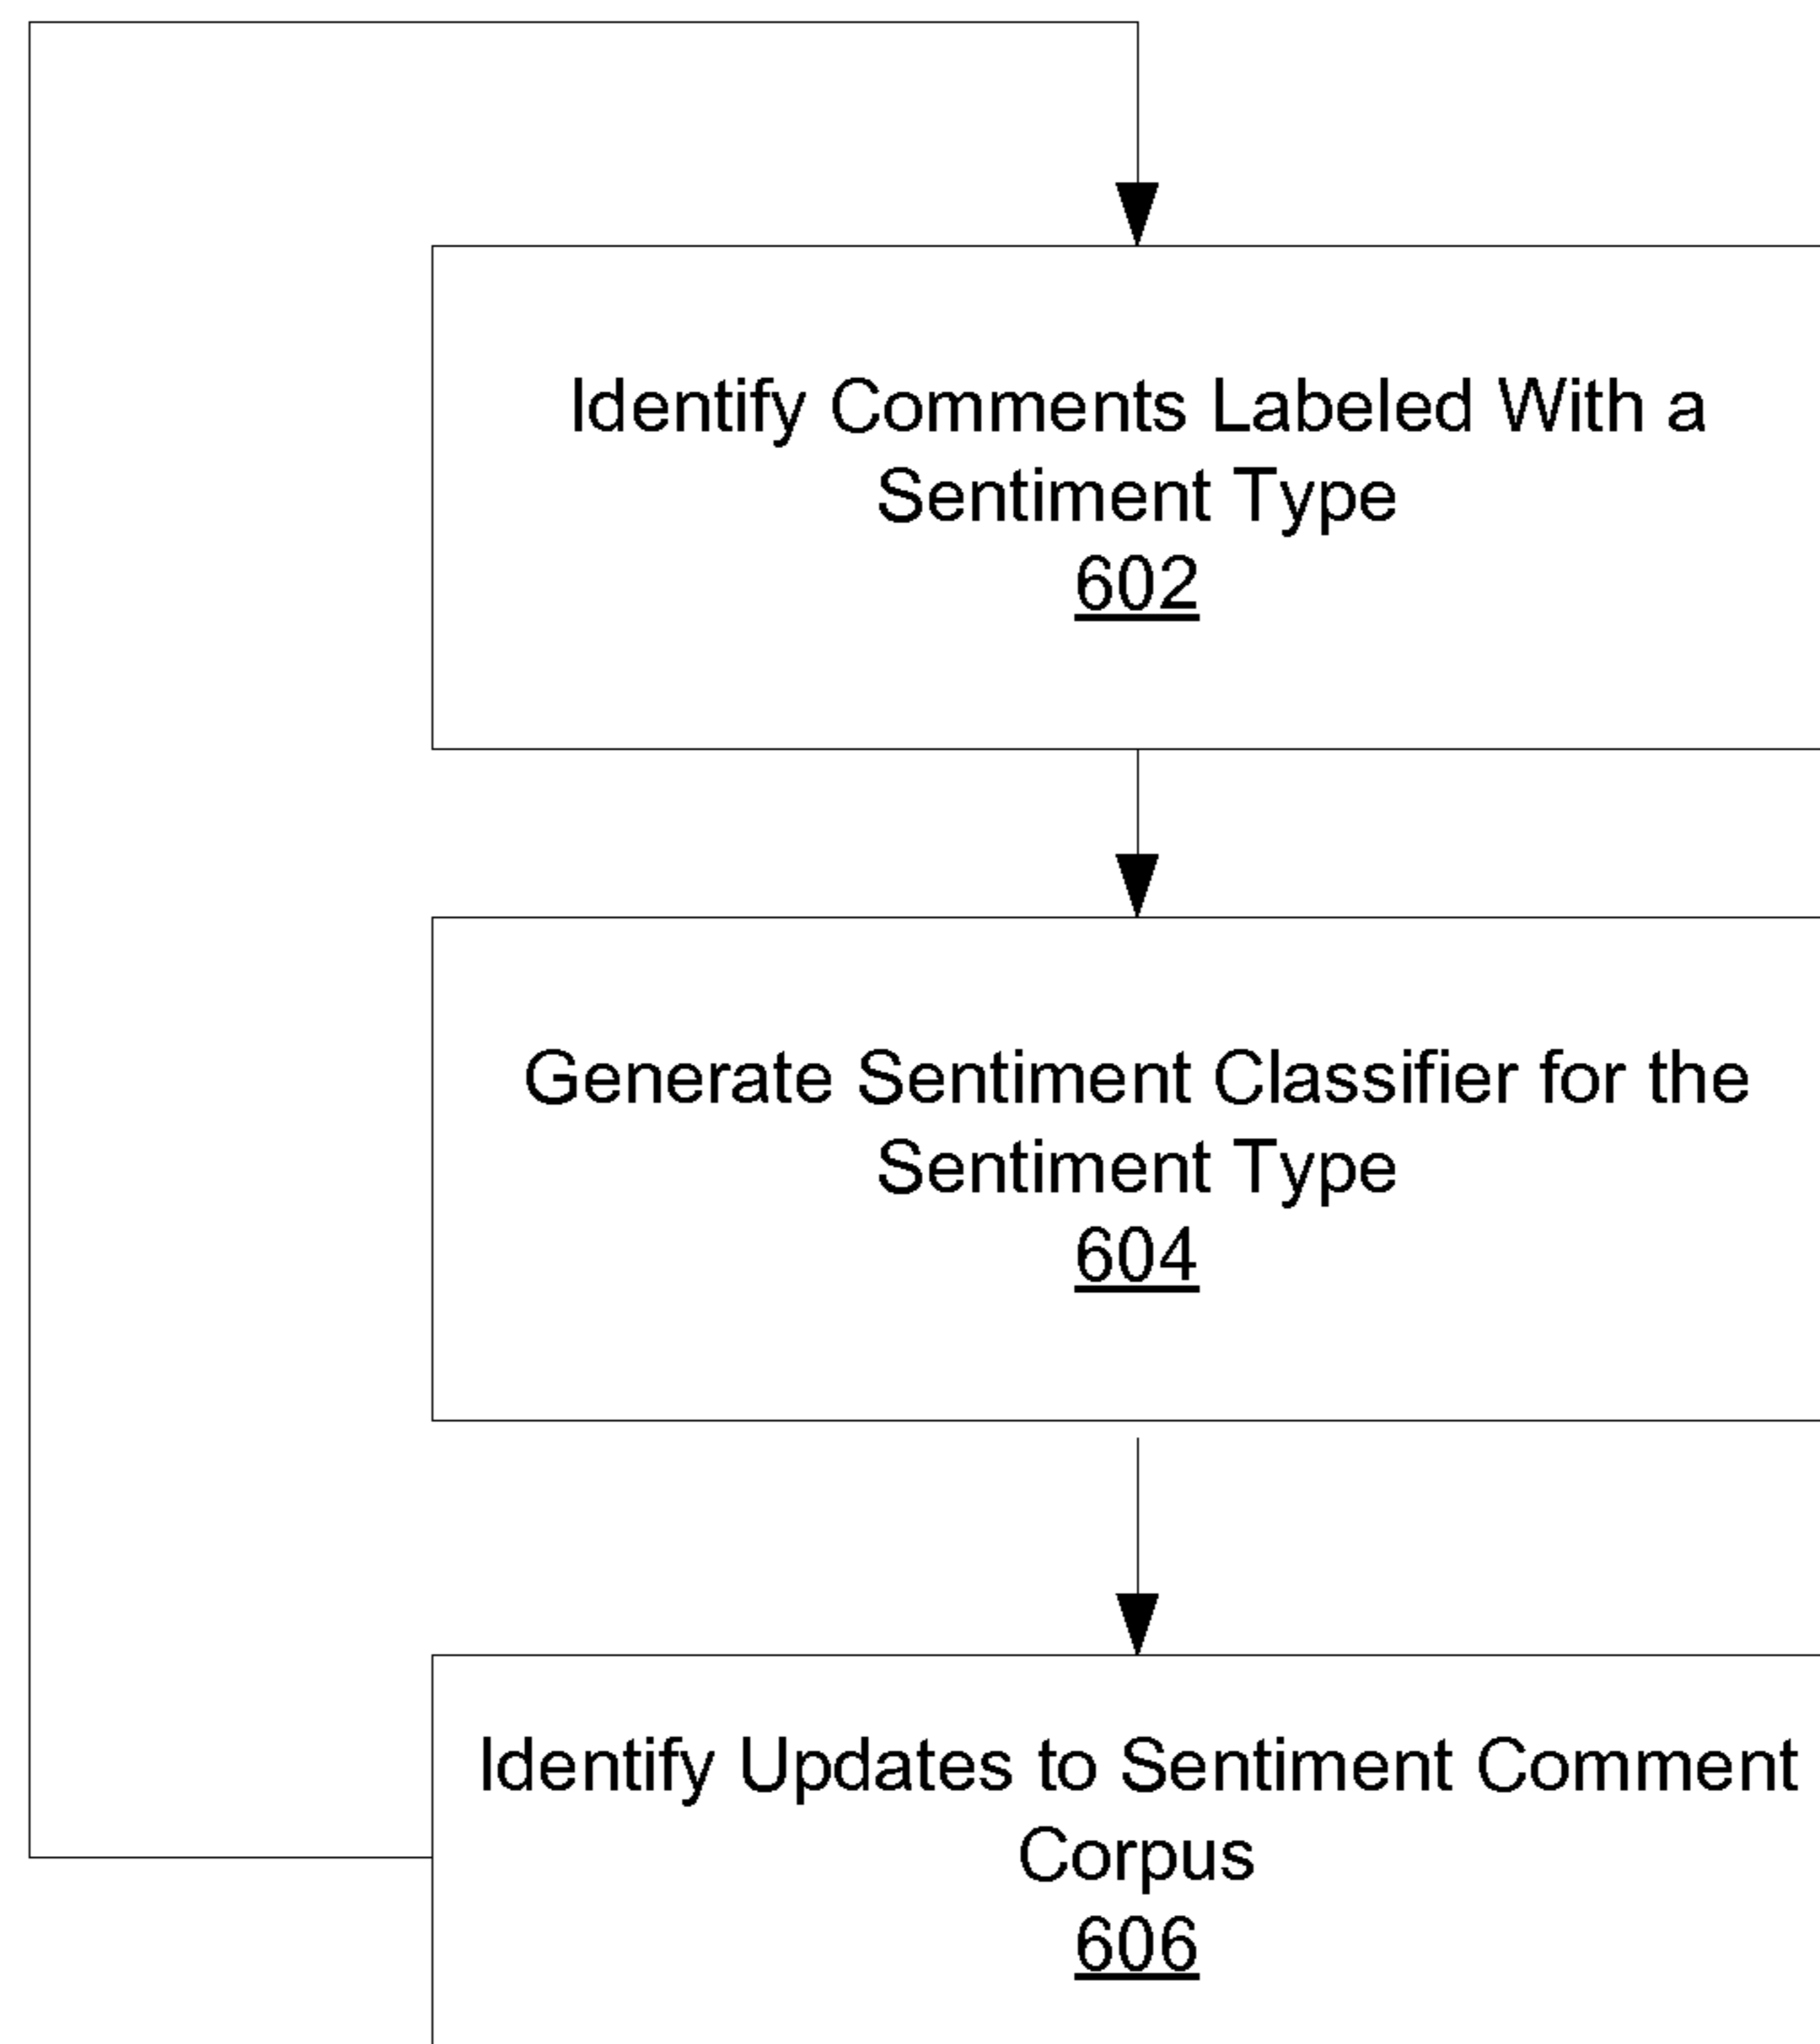 Identify Comments Labeled With a
Sentiment Type
602
Generate Sentiment Classifier for the
Sentiment Type
604
Identify Updates to Sentiment Comment
Corpus
606